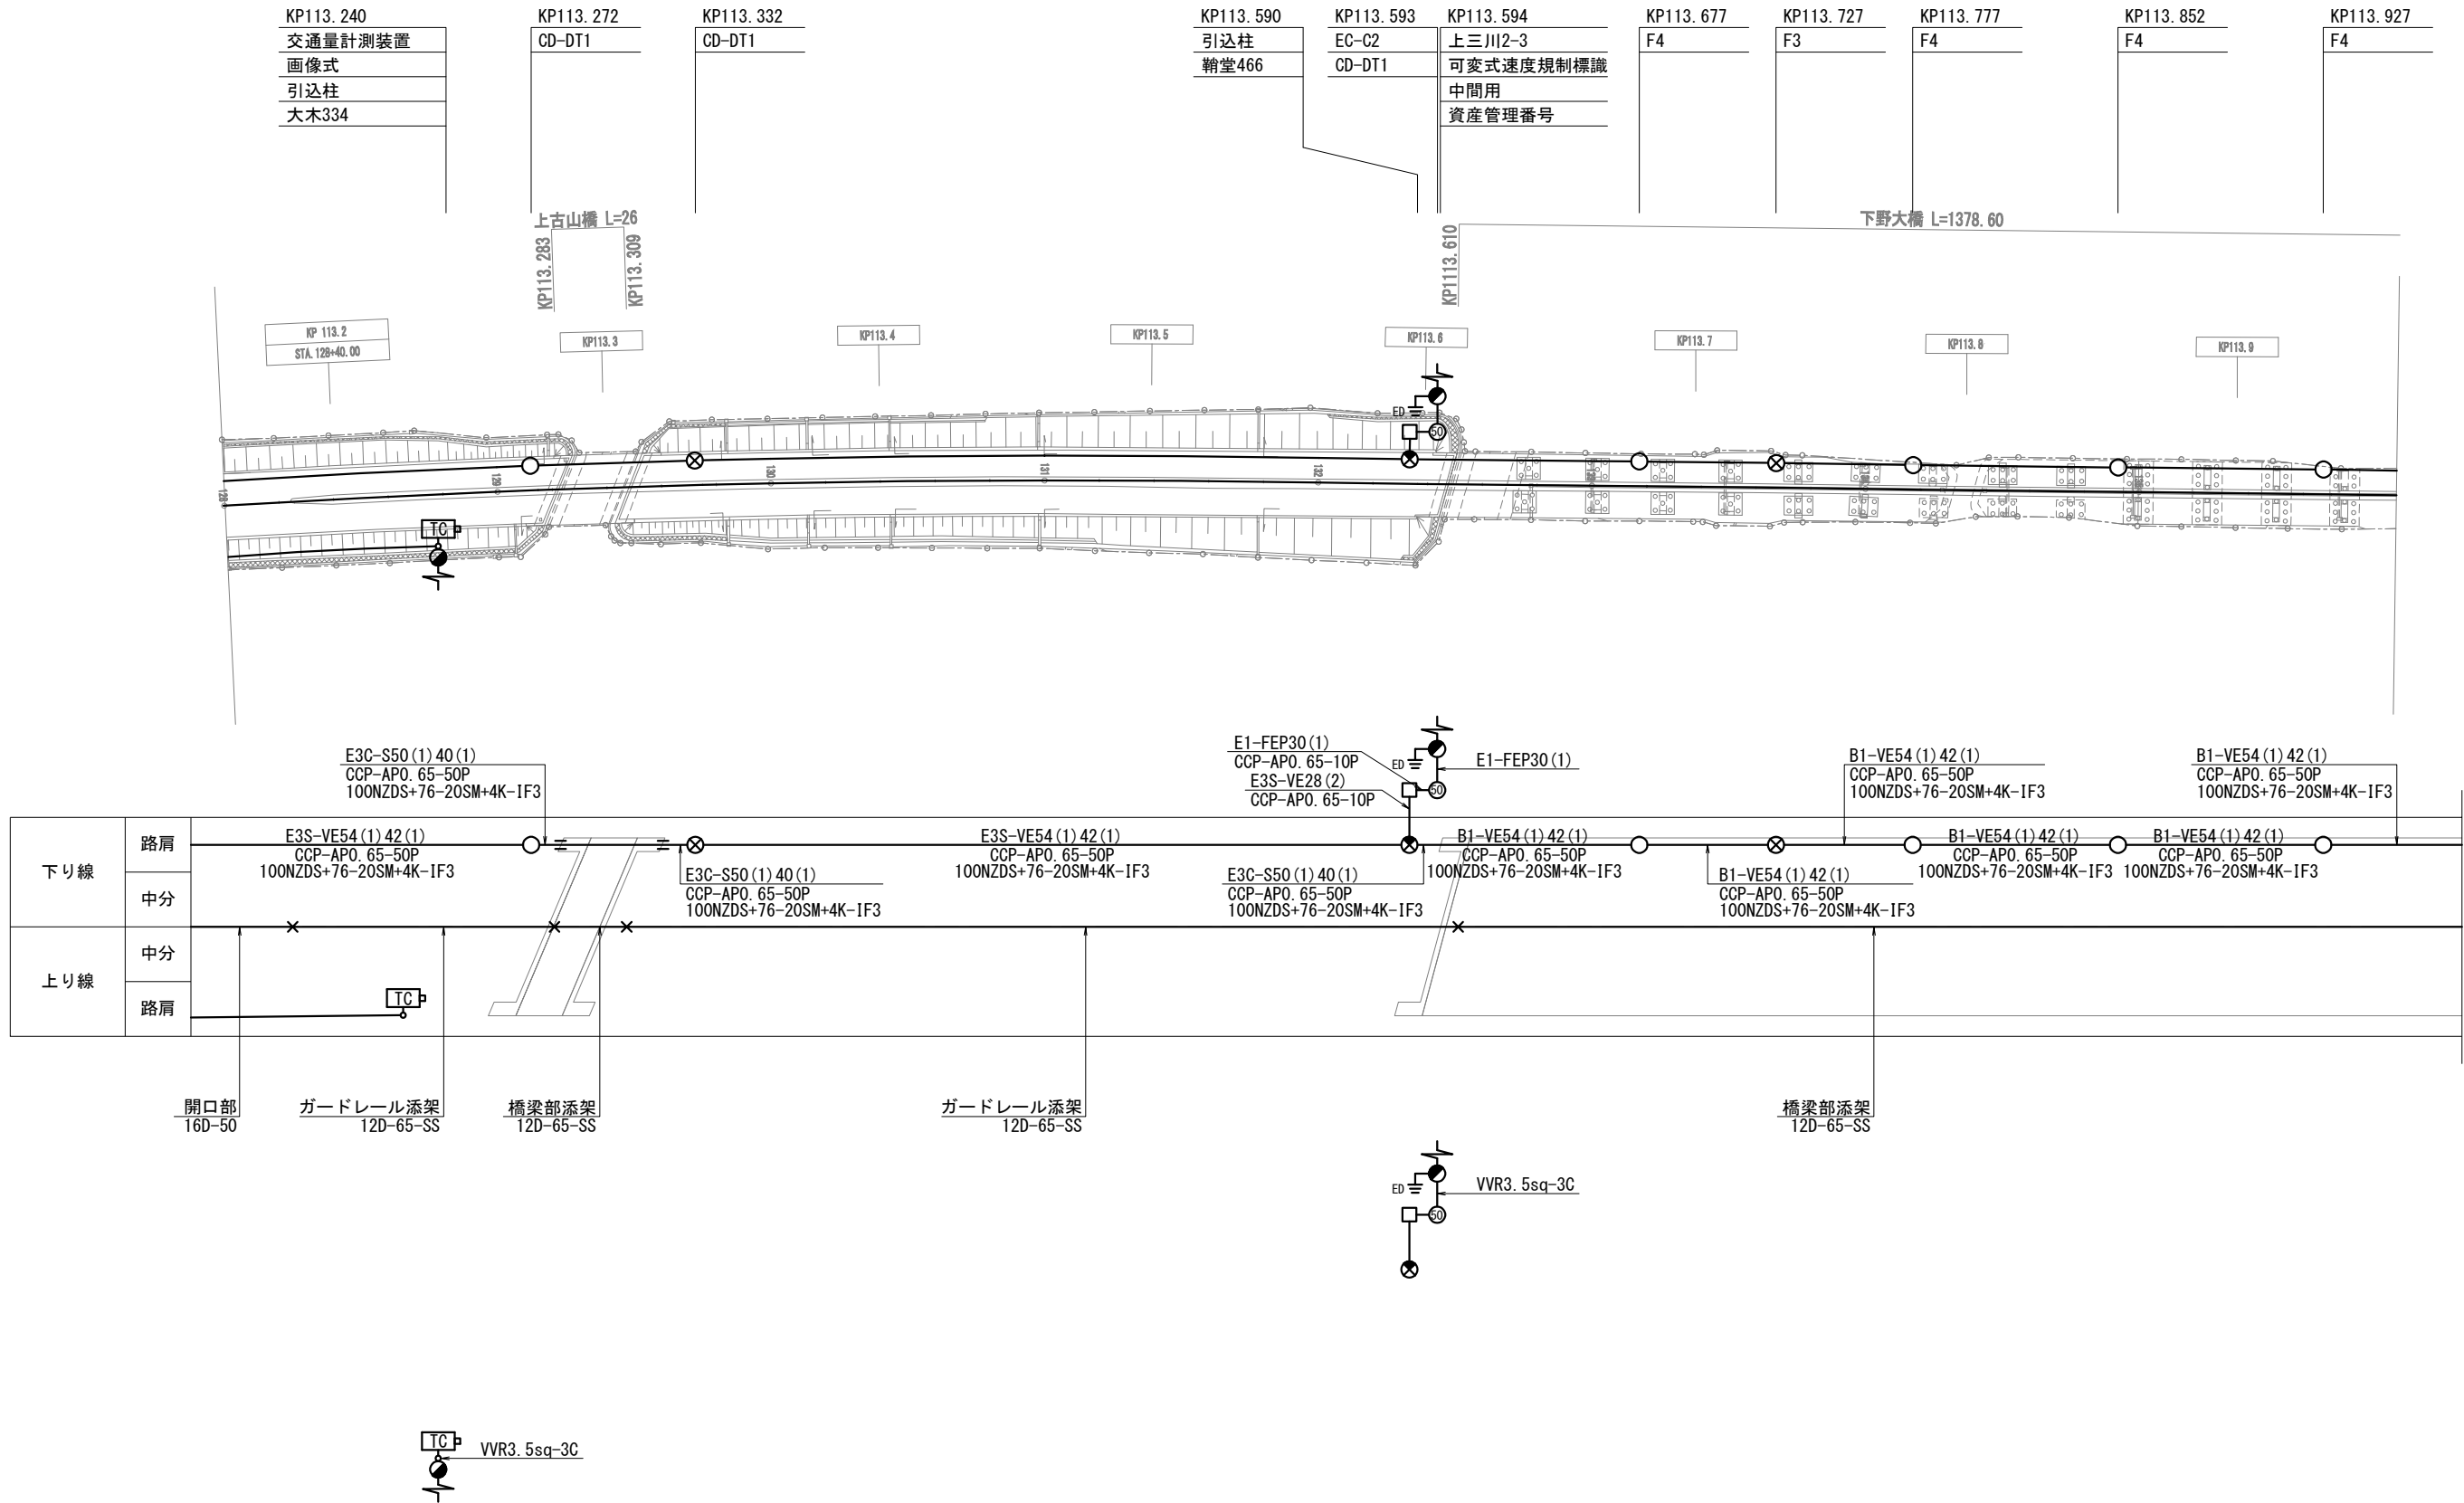 KP113.240
交通量計測装置
画像式
引込柱
大木334
KP113.272
CD-DT1
KP113.332
CD-DT1
KP113.590
引込柱
鞘堂466
KP113.593
EC-C2
CD-DT1
KP113.594
上三川2-3
可変式速度規制標識
中間用
資産管理番号
KP113.677
F4
KP113.727
F3
KP113.777
F4
KP113.852
F4
KP113.927
F4
上古山橋 L=26
KP113.283
KP113.309
KP1113.610
下野大橋 L=1378.60
KP 113.2
STA.128+40.00
KP113.3
KP113.4
KP113.5
KP113.6
KP113.7
KP113.8
KP113.9
ED
50
128
129
130
131
132
TC
E3C-S50(1)40(1)
CCP-AP0.65-50P
100NZDS+76-20SM+4K-IF3
E1-FEP30(1)
CCP-AP0.65-10P
E3S-VE28(2)
CCP-AP0.65-10P
ED
50
E1-FEP30(1)
B1-VE54(1)42(1)
CCP-AP0.65-50P
100NZDS+76-20SM+4K-IF3
B1-VE54(1)42(1)
CCP-AP0.65-50P
100NZDS+76-20SM+4K-IF3
下り線
路肩
中分
上り線
中分
路肩
E3S-VE54(1)42(1)
CCP-AP0.65-50P
100NZDS+76-20SM+4K-IF3
E3C-S50(1)40(1)
CCP-AP0.65-50P
100NZDS+76-20SM+4K-IF3
E3S-VE54(1)42(1)
CCP-AP0.65-50P
100NZDS+76-20SM+4K-IF3
E3C-S50(1)40(1)
CCP-AP0.65-50P
100NZDS+76-20SM+4K-IF3
B1-VE54(1)42(1)
CCP-AP0.65-50P
100NZDS+76-20SM+4K-IF3
B1-VE54(1)42(1)
CCP-AP0.65-50P
100NZDS+76-20SM+4K-IF3
B1-VE54(1)42(1)
CCP-AP0.65-50P
100NZDS+76-20SM+4K-IF3
B1-VE54(1)42(1)
CCP-AP0.65-50P
100NZDS+76-20SM+4K-IF3
TC
開口部
16D-50
ガードレール添架
12D-65-SS
橋梁部添架
12D-65-SS
ガードレール添架
12D-65-SS
橋梁部添架
12D-65-SS
ED
50
VVR3.5sq-3C
TC
VVR3.5sq-3C